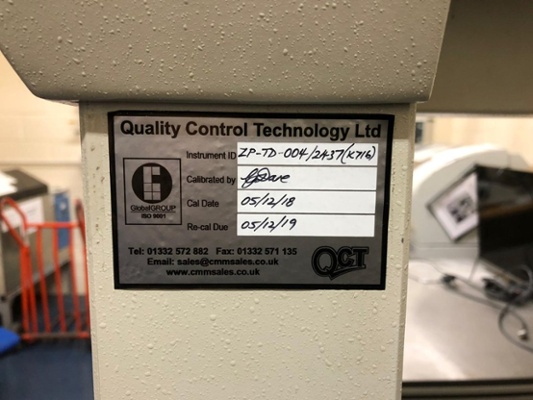 Quality Control Technology Ltd
Instrument ID ZP-TD-004/2437(K716)
Calibrated by
Cal Date 05/12/18
Re-cal Due 05/12/19
GlobalGROUP
ISO 9001
Tel: 01332 572 882 Fax: 01332 571 135
Email: sales@cmmsales.co.uk
www.cmmsales.co.uk
QCT